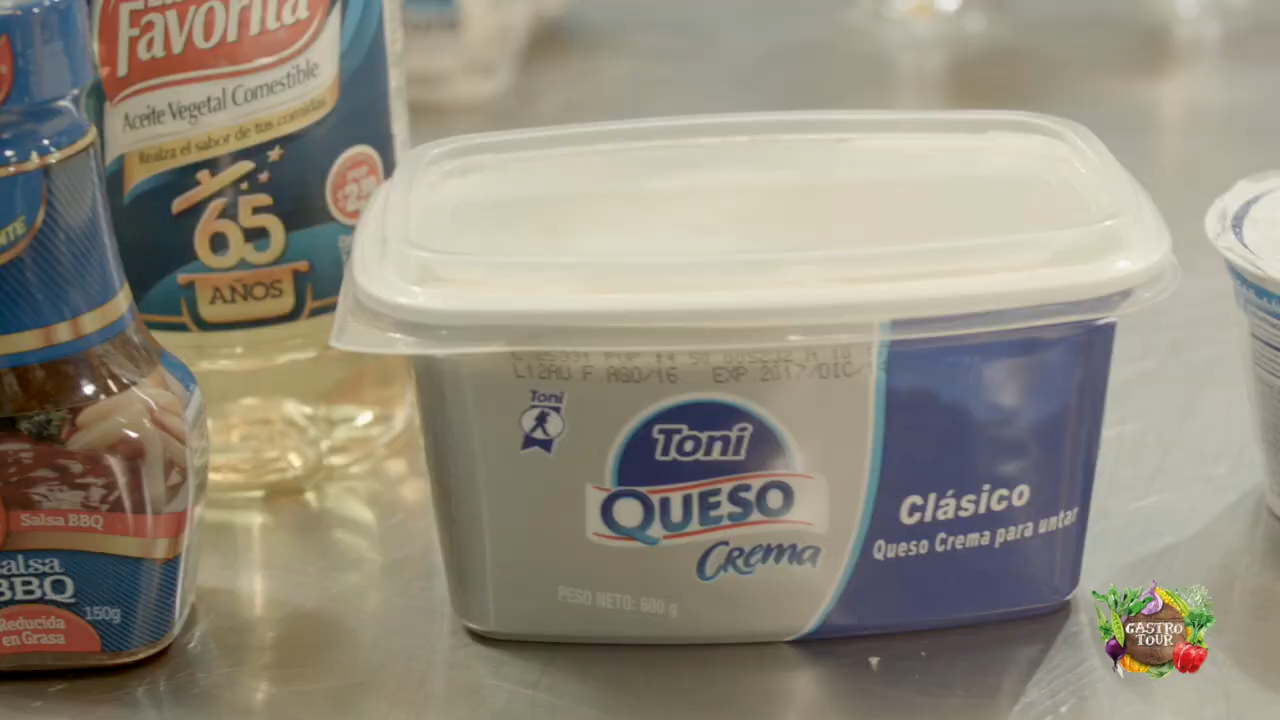 Favorita
Aceite Vegetal Comestible
Realza el sabor de tus comidas
65
AÑOS
Salsa BBQ
Salsa
BBQ
150g
Reducida
en Grasa
L12AU F.AGO/16 EXP.2017/DIC/
Toni
Toni
QUESO
Crema
PESO NETO: 600 g
Clásico
Queso Crema para untar
GASTRO
TOUR